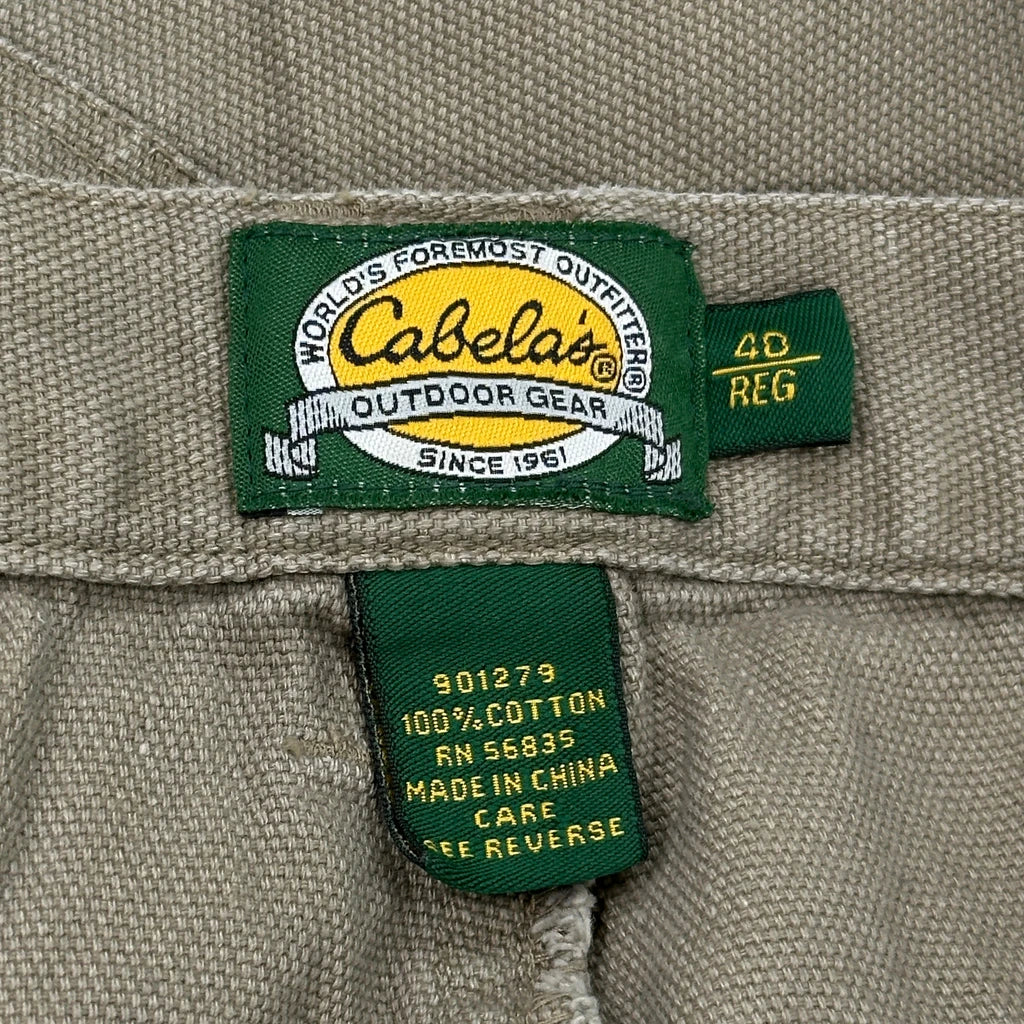 WORLD'S FOREMOST OUTFITTER®
Cabela's®
OUTDOOR GEAR
SINCE 1961
40
REG
901279
100% COTTON
RN 56835
MADE IN CHINA
CARE
SEE REVERSE